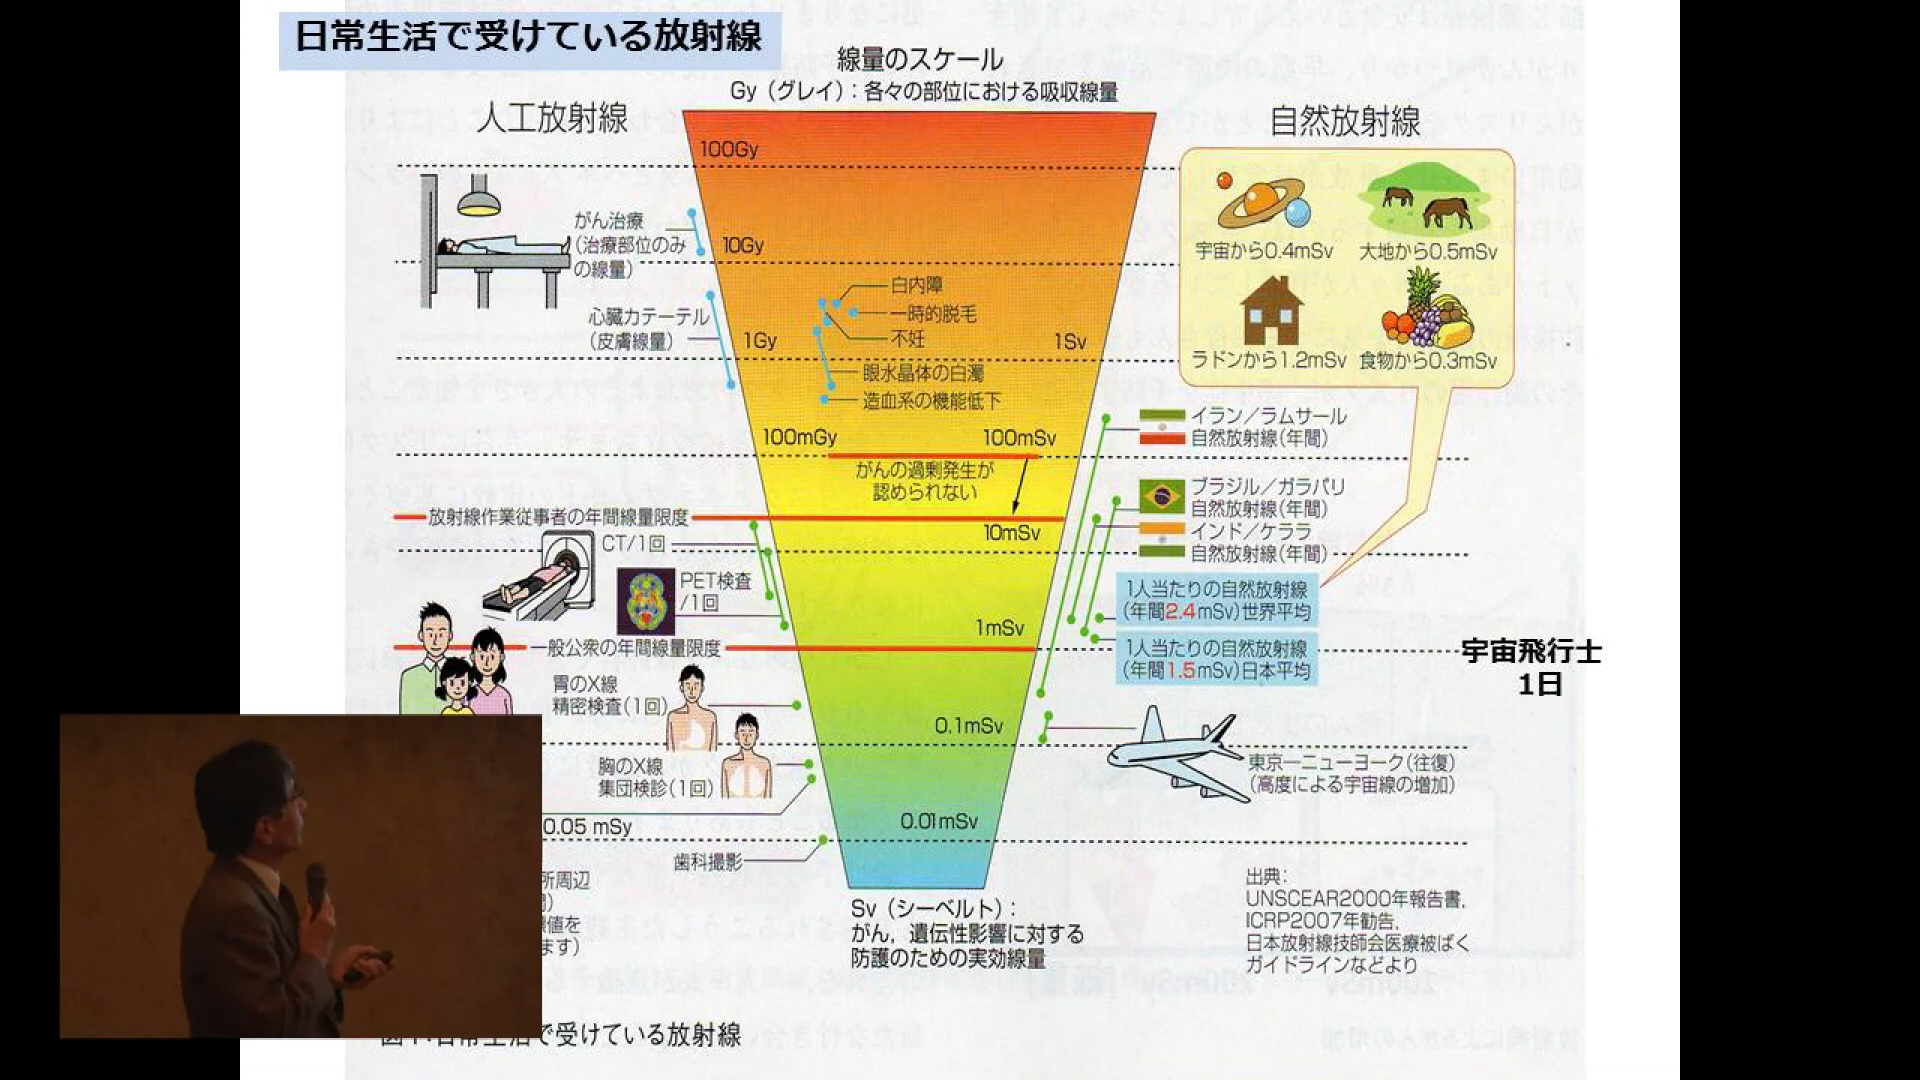 日常生活で受けている放射線
線量のスケール
Gy（グレイ）：各々の部位における吸収線量
人工放射線
自然放射線
100Gy
がん治療
（治療部位のみ
の線量）
10Gy
心臓カテーテル
（皮膚線量）
1Gy
白内障
一時的脱毛
不妊
1Sv
眼水晶体の白濁
造血系の機能低下
宇宙から0.4mSv
大地から0.5mSv
ラドンから1.2mSv
食物から0.3mSv
100mGy
100mSv
がんの過剰発生が
認められない
イラン／ラムサール
自然放射線（年間）
放射線作業従事者の年間線量限度
10mSv
ブラジル／ガラパリ
自然放射線（年間）
インド／ケララ
自然放射線（年間）
CT/1回
PET検査
/1回
1人当たりの自然放射線
（年間2.4mSv）世界平均
1mSv
一般公衆の年間線量限度
1人当たりの自然放射線
（年間1.5mSv）日本平均
宇宙飛行士
1日
胃のX線
精密検査（1回）
0.1mSv
胸のX線
集団検診（1回）
東京―ニューヨーク（往復）
（高度による宇宙線の増加）
0.05 mSy
0.01mSv
歯科撮影
所周辺
値を
ます）
Sv（シーベルト）：
がん，遺伝性影響に対する
防護のための実効線量
出典：
UNSCEAR2000年報告書，
ICRP2007年勧告，
日本放射線技師会医療被ばく
ガイドラインなどより
日常生活で受けている放射線